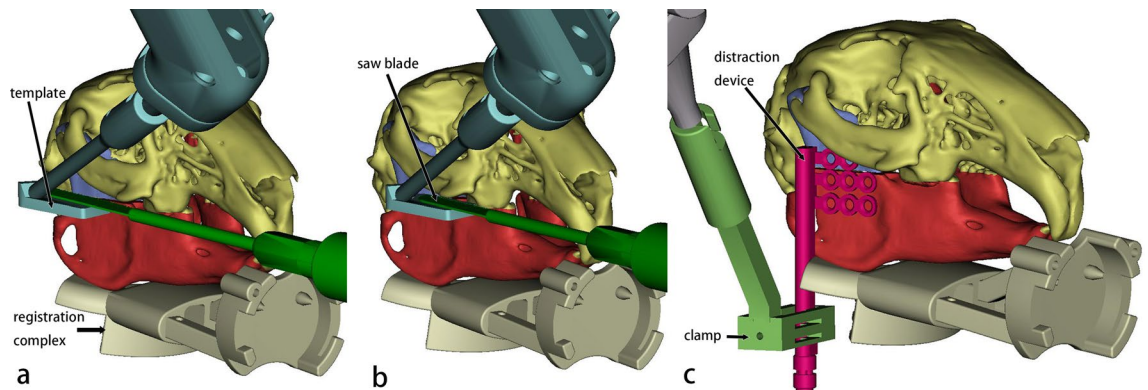 template
registration
complex
a
saw blade
b
distraction
device
clamp
c